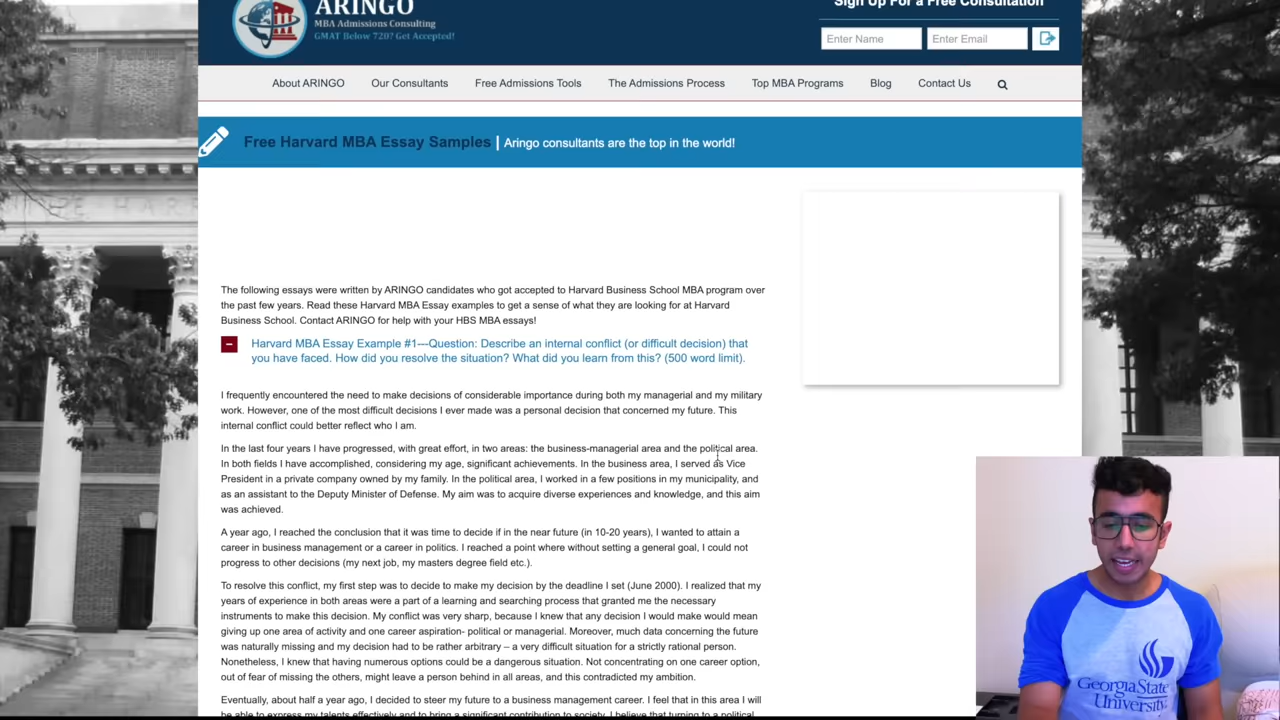 ARINGO
MBA Admissions Consulting
GMAT Below 720? Get Accepted!
Sign Up For a Free Consultation
Enter Name
Enter Email
About ARINGO
Our Consultants
Free Admissions Tools
The Admissions Process
Top MBA Programs
Blog
Contact Us
Free Harvard MBA Essay Samples | Aringo consultants are the top in the world!
The following essays were written by ARINGO candidates who got accepted to Harvard Business School MBA program over
the past few years. Read these Harvard MBA Essay examples to get a sense of what they are looking for at Harvard
Business School. Contact ARINGO for help with your HBS MBA essays!
Harvard MBA Essay Example #1---Question: Describe an internal conflict (or difficult decision) that
you have faced. How did you resolve the situation? What did you learn from this? (500 word limit).
I frequently encountered the need to make decisions of considerable importance during both my managerial and my military
work. However, one of the most difficult decisions I ever made was a personal decision that concerned my future. This
internal conflict could better reflect who I am.
In the last four years I have progressed, with great effort, in two areas: the business-managerial area and the political area.
In both fields I have accomplished, considering my age, significant achievements. In the business area, I served as Vice
President in a private company owned by my family. In the political area, I worked in a few positions in my municipality, and
as an assistant to the Deputy Minister of Defense. My aim was to acquire diverse experiences and knowledge, and this aim
was achieved.
A year ago, I reached the conclusion that it was time to decide if in the near future (in 10-20 years), I wanted to attain a
career in business management or a career in politics. I reached a point where without setting a general goal, I could not
progress to other decisions (my next job, my masters degree field etc.).
To resolve this conflict, my first step was to decide to make my decision by the deadline I set (June 2000). I realized that my
years of experience in both areas were a part of a learning and searching process that granted me the necessary
instruments to make this decision. My conflict was very sharp, because I knew that any decision I would make would mean
giving up one area of activity and one career aspiration- political or managerial. Moreover, much data concerning the future
was naturally missing and my decision had to be rather arbitrary – a very difficult situation for a strictly rational person.
Nonetheless, I knew that having numerous options could be a dangerous situation. Not concentrating on one career option,
out of fear of missing the others, might leave a person behind in all areas, and this contradicted my ambition.
Eventually, about half a year ago, I decided to steer my future to a business management career. I feel that in this area I will
be able to express my talents effectively and to bring a significant contribution to society. I believe that turning to a political
Georgia State
University